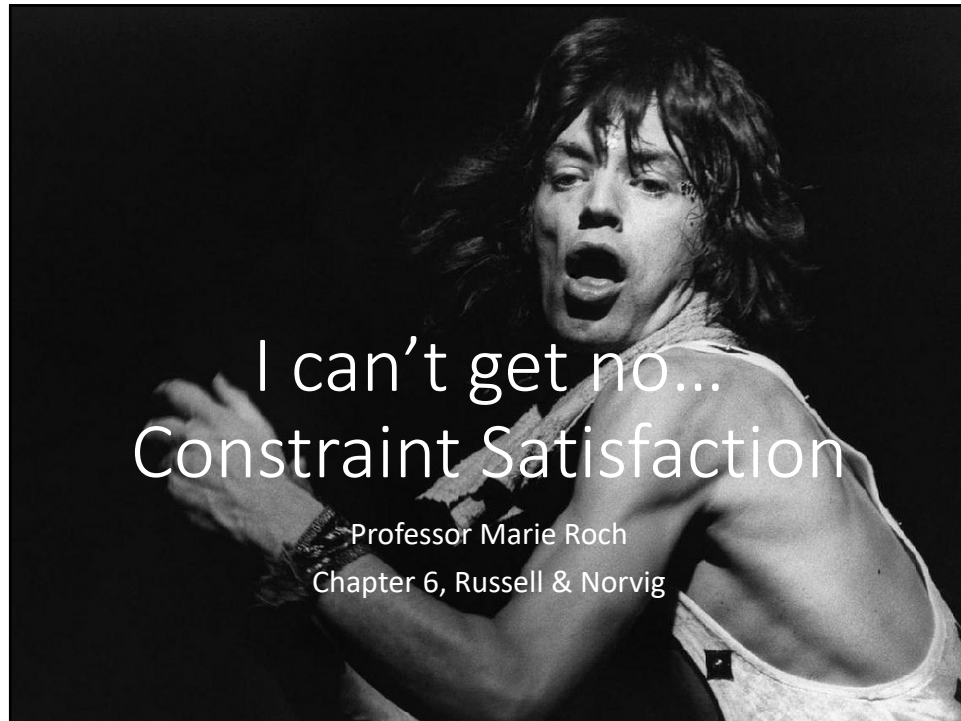 I can’t get no…
Constraint Satisfaction
Professor Marie Roch
Chapter 6, Russell & Norvig